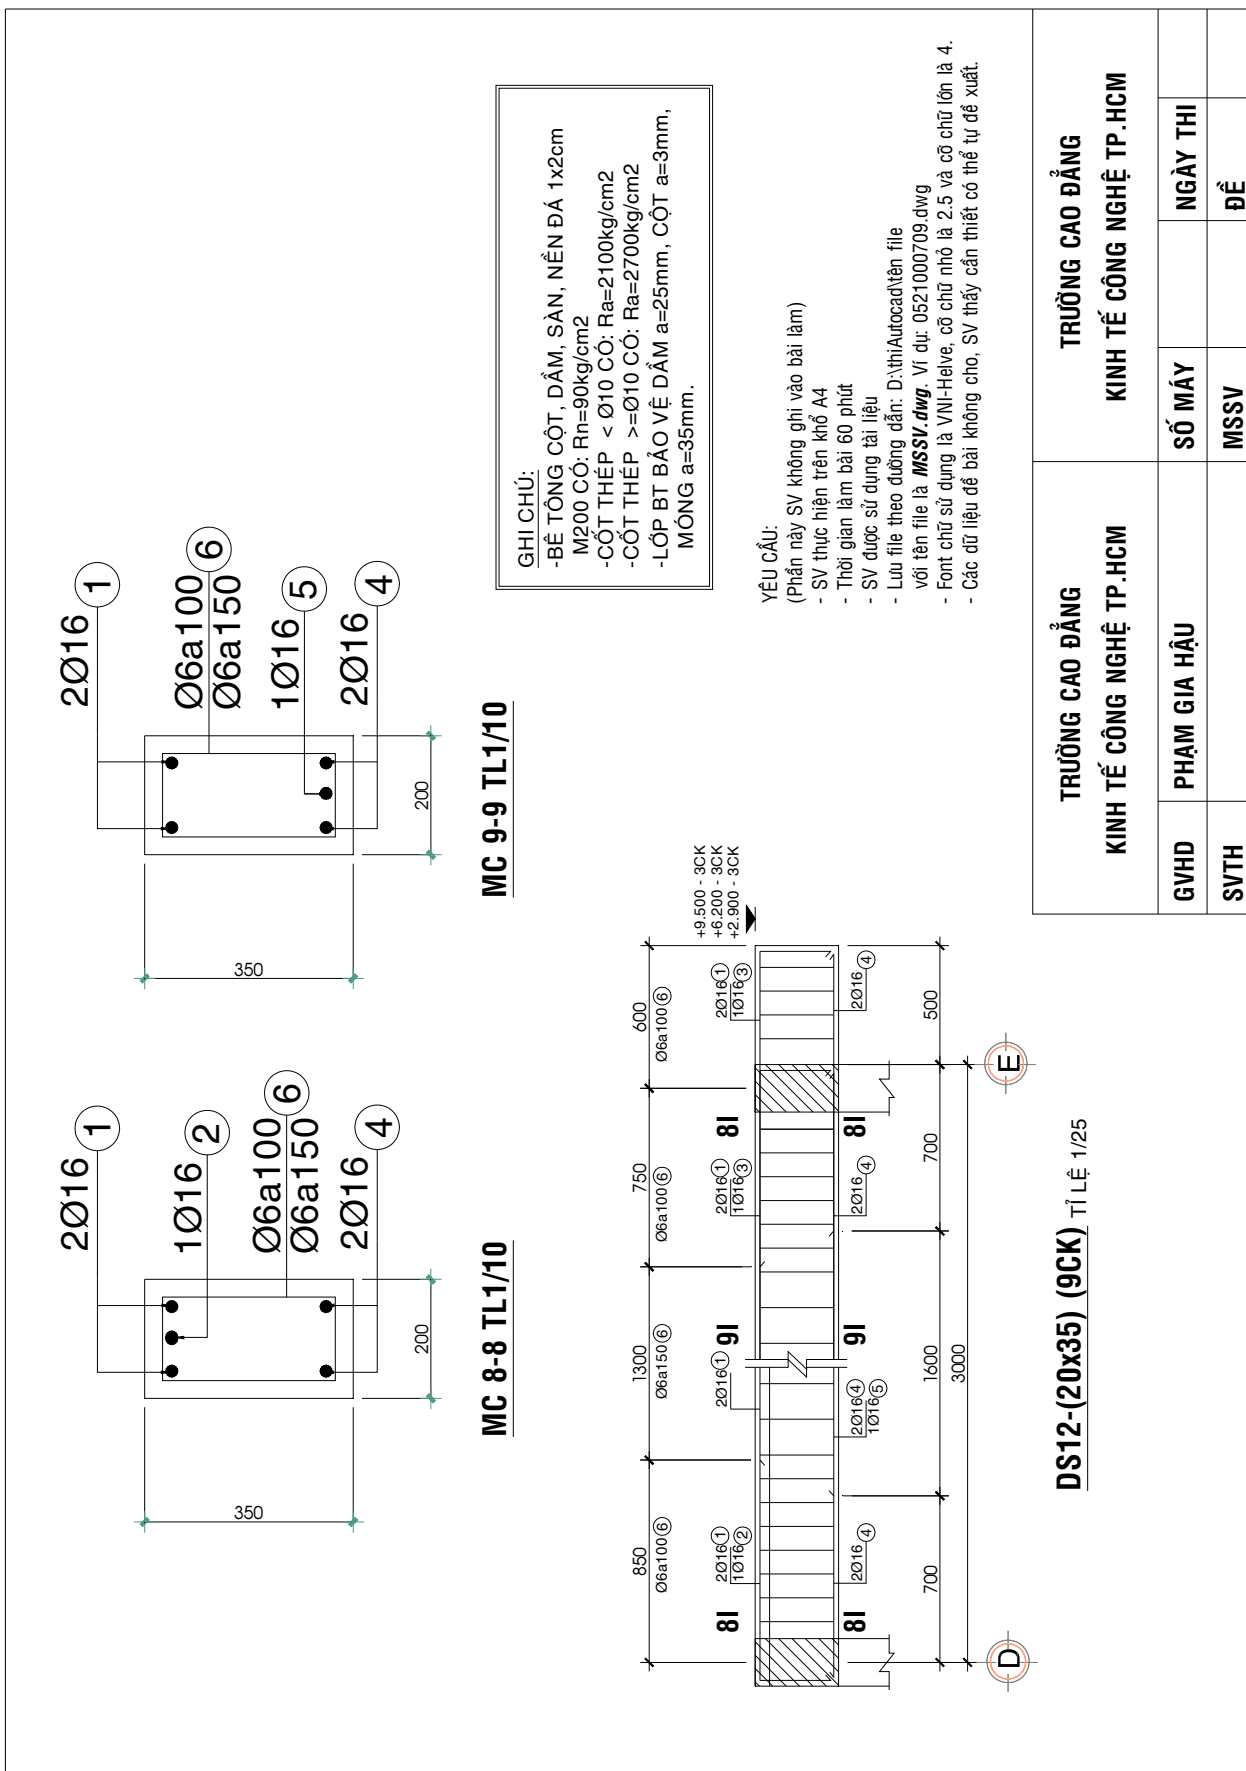 2Ø16 1
1Ø16 2
Ø6a100 6
Ø6a150
2Ø16 4
350
200
MC 8-8 TL1/10
2Ø16 1
Ø6a100 6
Ø6a150
1Ø16 5
2Ø16 4
350
200
MC 9-9 TL1/10
GHI CHÚ:
-BÊ TÔNG CỘT, DẦM, SÀN, NỀN ĐÁ 1x2cm
M200 CÓ: Rn=90kg/cm2
-CỐT THÉP < Ø10 CÓ: Ra=2100kg/cm2
-CỐT THÉP >=Ø10 CÓ: Ra=2700kg/cm2
-LỚP BT BẢO VỆ DẦM a=25mm, CỘT a=3mm,
MÓNG a=35mm.
YÊU CẦU:
(Phần này SV không ghi vào bài làm)
- SV thực hiện trên khổ A4
- Thời gian làm bài 60 phút
- SV được sử dụng tài liệu
- Lưu file theo đường dẫn: D:\thiAutocad\tên file
với tên file là MSSV.dwg. Ví dụ: 0521000709.dwg
- Font chữ sử dụng là VNI-Helve, cỡ chữ nhỏ là 2.5 và cỡ chữ lớn là 4.
- Các dữ liệu đề bài không cho, SV thấy cần thiết có thể tự đề xuất.
850 1300 750 600
Ø6a100 6 Ø6a150 6 Ø6a100 6 Ø6a100 6
+9.500 - 3CK
+6.200 - 3CK
+2.900 - 3CK
2Ø16 1 2Ø16 1 2Ø16 1 2Ø16 1
1Ø16 2 1Ø16 3 1Ø16 3
8I 9I 8I
8I 9I 8I
2Ø16 4 2Ø16 4 2Ø16 4 2Ø16 4
1Ø16 5
700 1600 700 500
3000
D E
DS12-(20x35) (9CK) TỈ LỆ 1/25
TRƯỜNG CAO ĐẲNG
KINH TẾ CÔNG NGHỆ TP.HCM
TRƯỜNG CAO ĐẲNG
KINH TẾ CÔNG NGHỆ TP.HCM
GVHD PHẠM GIA HẬU SỐ MÁY NGÀY THI
SVTH MSSV ĐỀ